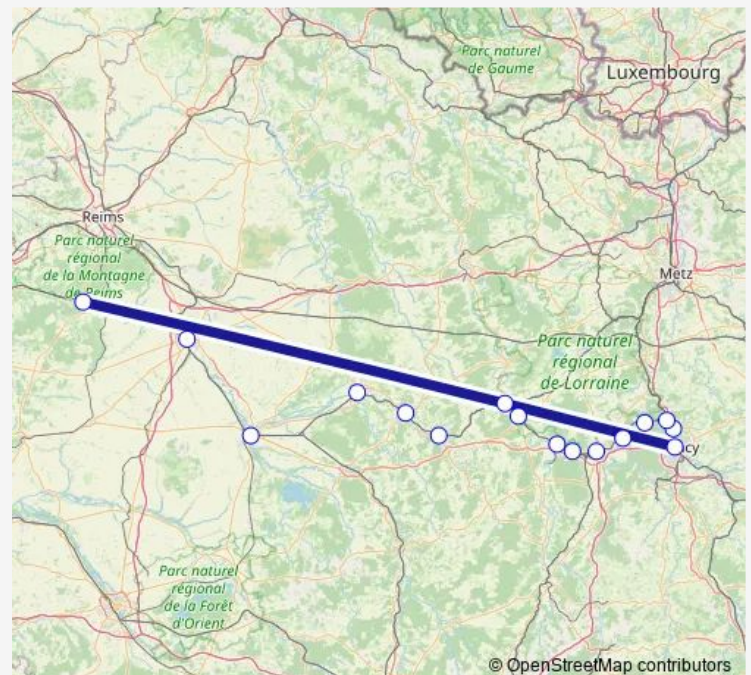 Parc naturel
de Gaume
Luxembourg
Reims
Parc naturel
régional
de la Montagne
de Reims
Metz
Parc naturel
régional
de Lorraine
cy
Parc naturel
régional
de la Forêt
d'Orient
© OpenStreetMap contributors